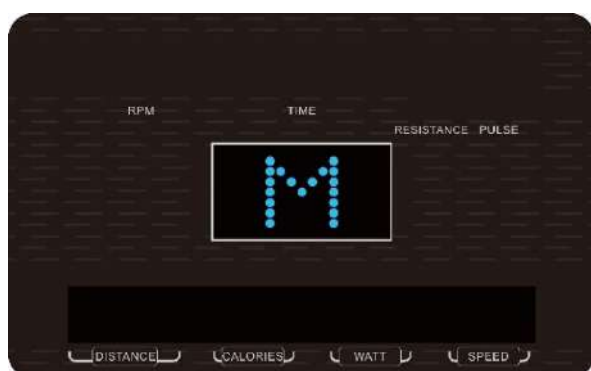 RPM TIME
RESISTANCE PULSE
M
DISTANCE CALORIES WATT SPEED